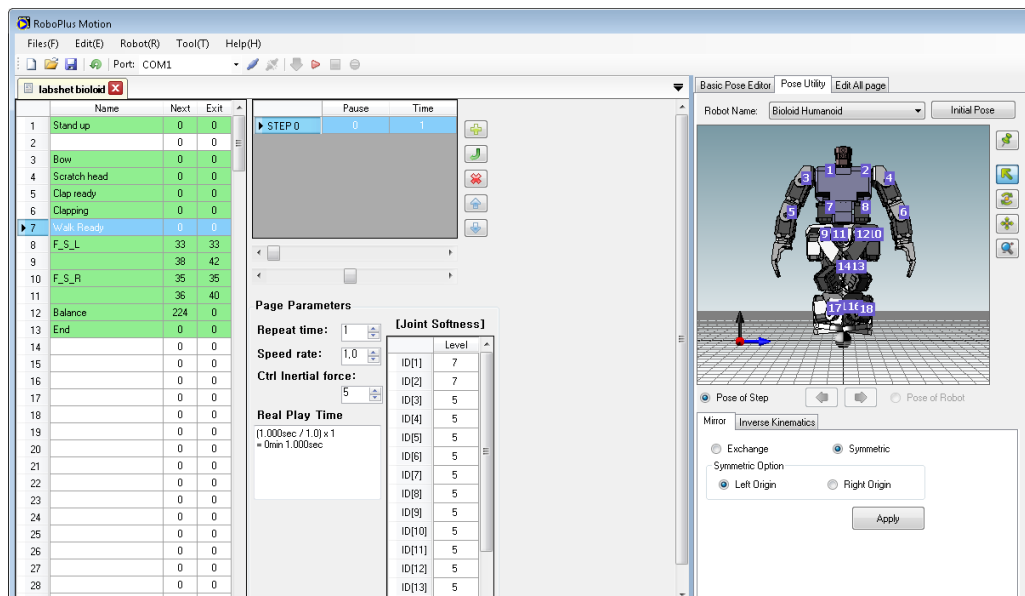 RoboPlus Motion
Files(F) Edit(E) Robot(R) Tool(T) Help(H)
Port: COM1
labshet bioloid
Name Next Exit
1 Stand up 0 0
2 0 0
3 Bow 0 0
4 Scratch head 0 0
5 Clap ready 0 0
6 Clapping 0 0
7 Walk Ready 0 0
8 F_S_L 33 33
9 38 42
10 F_S_R 35 35
11 36 40
12 Balance 224 0
13 End 0 0
14 0 0
15 0 0
16 0 0
17 0 0
18 0 0
19 0 0
20 0 0
21 0 0
22 0 0
23 0 0
24 0 0
25 0 0
26 0 0
27 0 0
28 0 0
Pause Time
STEP 0 0 1
Page Parameters
Repeat time: 1
Speed rate: 1,0
Ctrl Inertial force:
5
Real Play Time
(1.000sec / 1.0) x 1
= 0min 1.000sec
[Joint Softness]
Level
ID[1] 7
ID[2] 7
ID[3] 5
ID[4] 5
ID[5] 5
ID[6] 5
ID[7] 5
ID[8] 5
ID[9] 5
ID[10] 5
ID[11] 5
ID[12] 5
ID[13] 5
Basic Pose Editor Pose Utility Edit All page
Robot Name: Bioloid Humanoid Initial Pose
1 2
3 4
5 7 8 6
9 11 12 10
14 13
17 16 18
Pose of Step Pose of Robot
Mirror Inverse Kinematics
Exchange Symmetric
Symmetric Option
Left Origin Right Origin
Apply